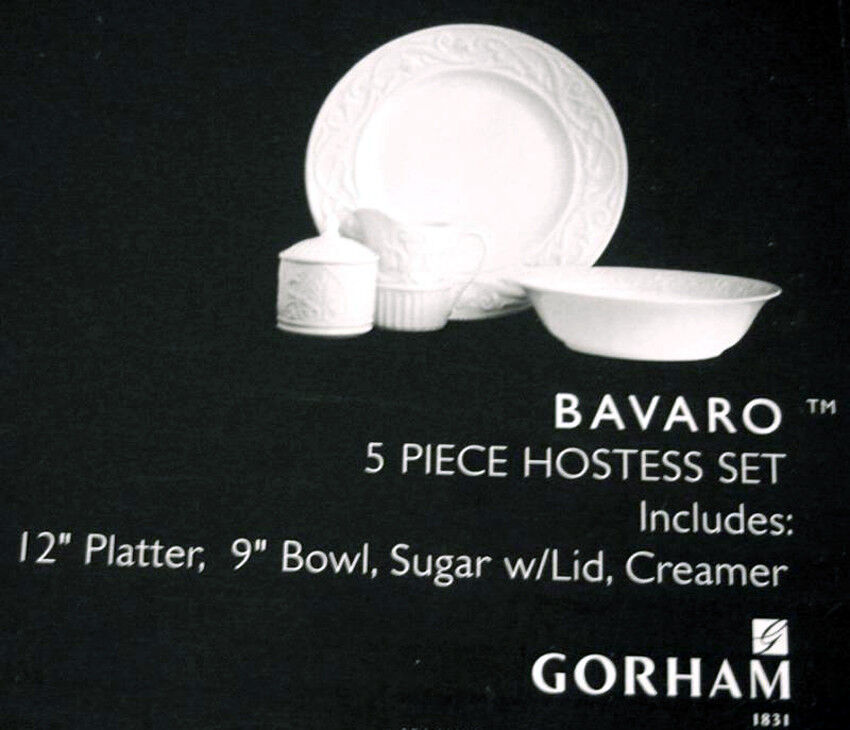 BAVARO ™
5 PIECE HOSTESS SET
Includes:
12" Platter, 9" Bowl, Sugar w/Lid, Creamer
G
GORHAM
1831